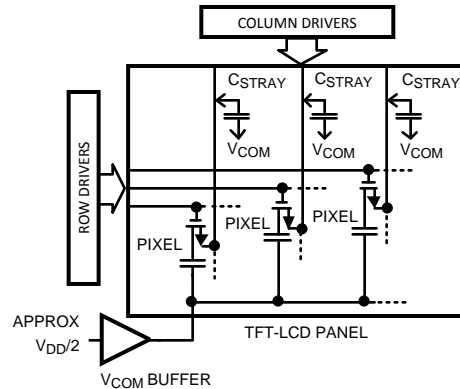 COLUMN DRIVERS
ROW DRIVERS
CSTRAY CSTRAY CSTRAY
VCOM VCOM VCOM
PIXEL PIXEL PIXEL
APPROX
VDD/2
TFT-LCD PANEL
VCOM BUFFER